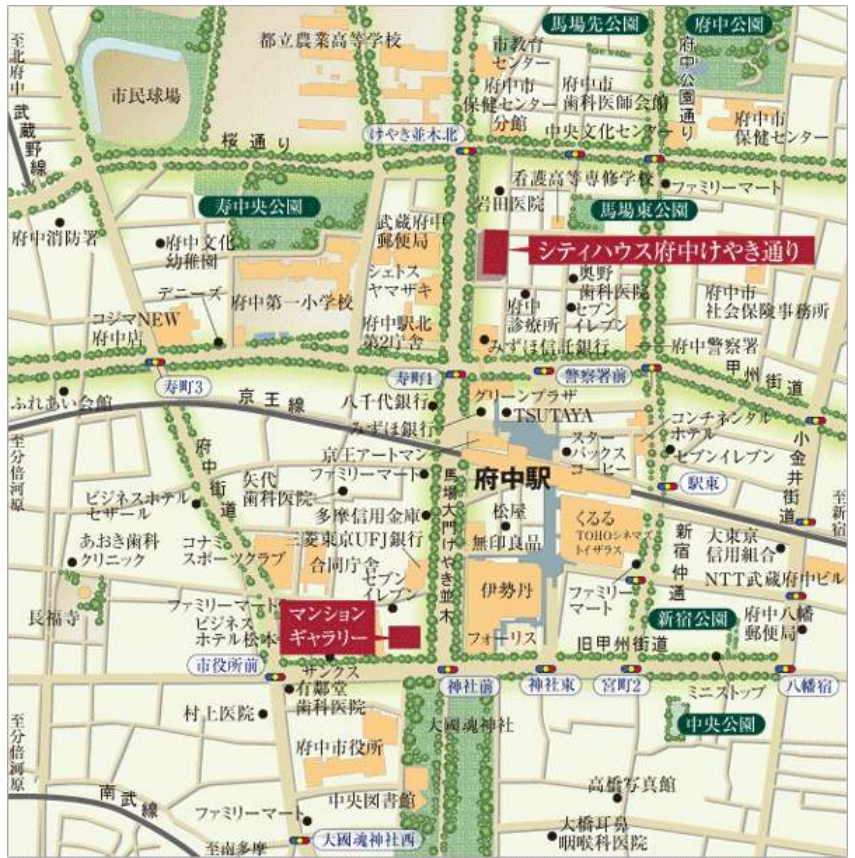 馬場先公園
府中公園
都立農業高等学校
市教育
センター
至北府中
市民球場
府中市
保健センター
分館
府中市
歯科医師会館
府中公園通り
府中市
保健センター
武蔵野線
桜通り
けやき並木北
中央文化センター
看護高等専修学校
ファミリーマート
岩田医院
寿中央公園
馬場東公園
府中消防署
府中文化
幼稚園
武蔵府中
郵便局
シティハウス府中けやき通り
シェトス
ヤマザキ
奥野
歯科医院
デニーズ
府中第一小学校
府中
診療所
セブン
イレブン
府中市
社会保険事務所
コジマNEW
府中店
府中駅北
第2庁舎
みずほ信託銀行
府中警察署
寿町3
寿町1
警察署前
甲州街道
ふれあい会館
京王線
八千代銀行
グリーンプラザ
TSUTAYA
みずほ銀行
コンチネンタル
ホテル
小金井街道
至分倍河原
府中街道
京王アートマン
スター
バックス
コーヒー
セブンイレブン
矢代
歯科医院
ファミリーマート
府中駅
駅東
至新宿
ビジネスホテル
セザール
多摩信用金庫
馬場大門けやき並木
松屋
くるる
TOHOシネマズ
トイザラス
新宿仲通
大東京
信用組合
あおき歯科
クリニック
コナミ
スポーツクラブ
三菱東京UFJ銀行
無印良品
合同庁舎
NTT武蔵府中ビル
セブン
イレブン
伊勢丹
ファミリー
マート
長福寺
ファミリーマート
ビジネス
ホテル松本
マンション
ギャラリー
フォーリス
新宿公園
府中八幡
郵便局
旧甲州街道
市役所前
サンクス
神社前
神社東
宮町2
ミニストップ
八幡宿
有鄰堂
歯科医院
村上医院
大國魂神社
中央公園
至分倍河原
府中市役所
高橋写真館
南武線
ファミリーマート
中央図書館
大橋耳鼻
咽喉科医院
至南多摩
大國魂神社西